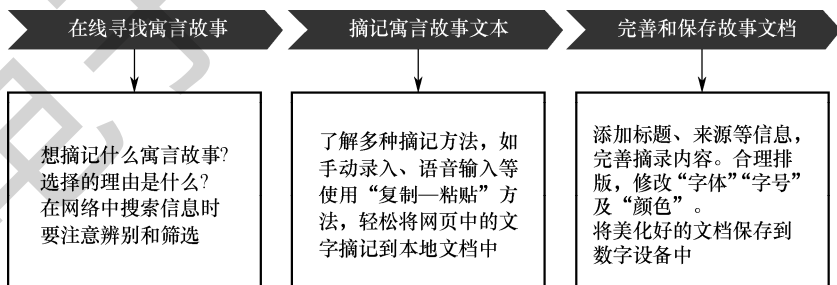 在线寻找寓言故事
摘记寓言故事文本
完善和保存故事文档
想摘记什么寓言故事?
选择的理由是什么?
在网络中搜索信息时
要注意辨别和筛选
了解多种摘记方法，如
手动录入、语音输入等
使用“复制—粘贴”方
法，轻松将网页中的文
字摘记到本地文档中
添加标题、来源等信息，
完善摘录内容。合理排
版，修改“字体”“字号”
及“颜色”。
将美化好的文档保存到
数字设备中